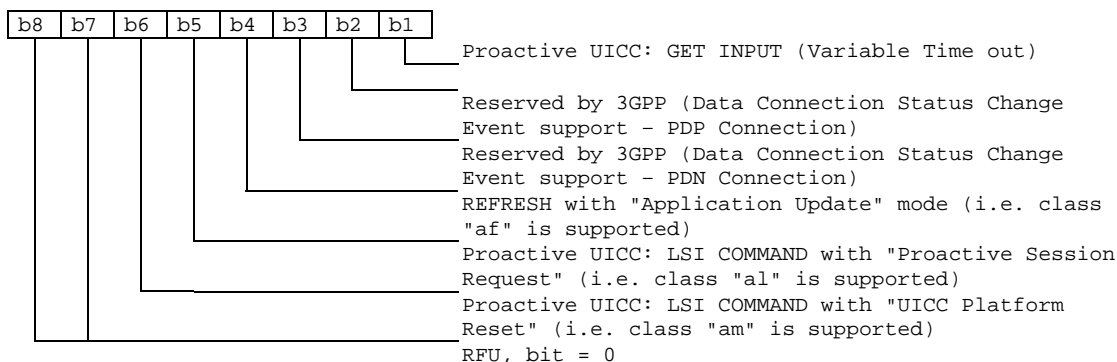 b8 b7 b6 b5 b4 b3 b2 b1
Proactive UICC: GET INPUT (Variable Time out)
Reserved by 3GPP (Data Connection Status Change
Event support – PDP Connection)
Reserved by 3GPP (Data Connection Status Change
Event support – PDN Connection)
REFRESH with "Application Update" mode (i.e. class
"af" is supported)
Proactive UICC: LSI COMMAND with "Proactive Session
Request" (i.e. class "al" is supported)
Proactive UICC: LSI COMMAND with "UICC Platform
Reset" (i.e. class "am" is supported)
RFU, bit = 0